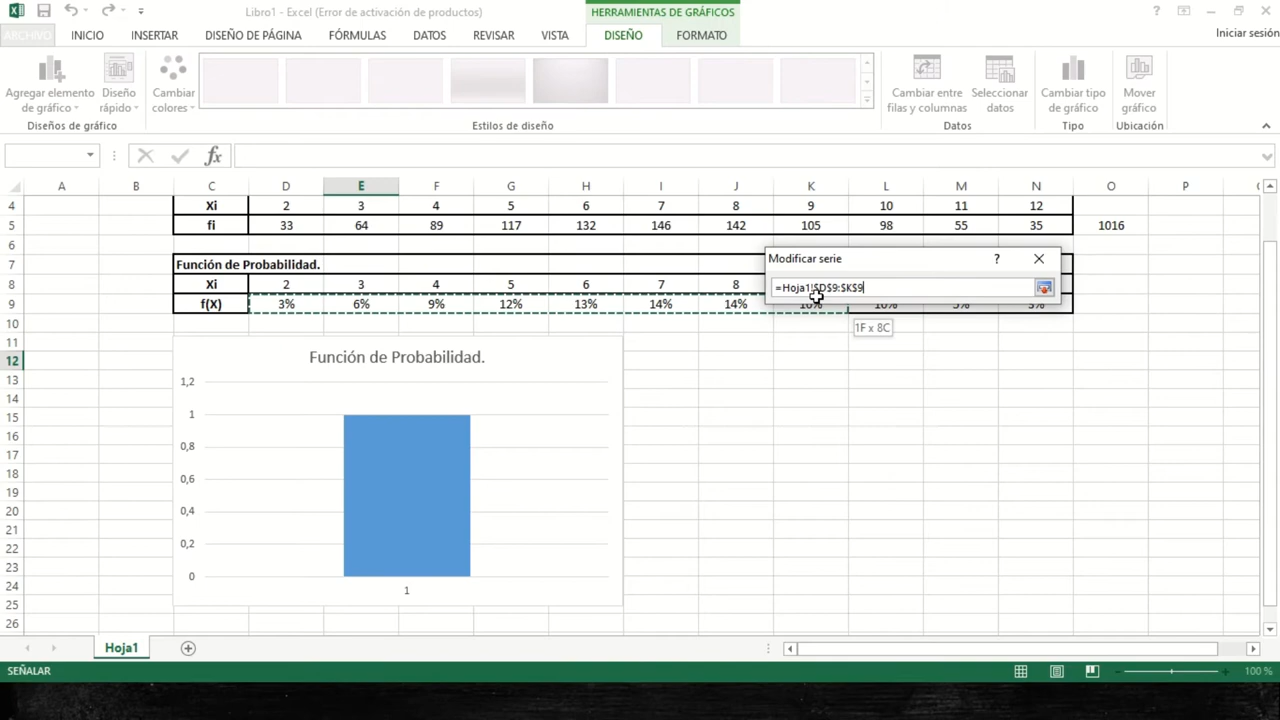 Libro1 - Excel (Error de activación de productos)
HERRAMIENTAS DE GRÁFICOS
?
ARCHIVO INICIO INSERTAR DISEÑO DE PÁGINA FÓRMULAS DATOS REVISAR VISTA DISEÑO FORMATO Iniciar sesión
Agregar elemento de gráfico
Diseño rápido
Cambiar colores
Cambiar entre filas y columnas
Seleccionar datos
Cambiar tipo de gráfico
Mover gráfico
Diseños de gráfico Estilos de diseño Datos Tipo Ubicación
fx
A B C D E F G H I J K L M N O P
4 Xi 2 3 4 5 6 7 8 9 10 11 12
5 fi 33 64 89 117 132 146 142 105 98 55 35 1016
6
7 Función de Probabilidad.
Modificar serie ?
8 Xi 2 3 4 5 6 7 8
=Hoja1!$D$9:$K$9
9 f(X) 3% 6% 9% 12% 13% 14% 14% 10% 10% 5% 3%
10
1F x 8C
11
12 Función de Probabilidad.
13 1,2
14
15 1
16
17 0,8
18
19 0,6
20
21 0,4
22
23 0,2
24
25 0
1
26
Hoja1
SEÑALAR 100 %